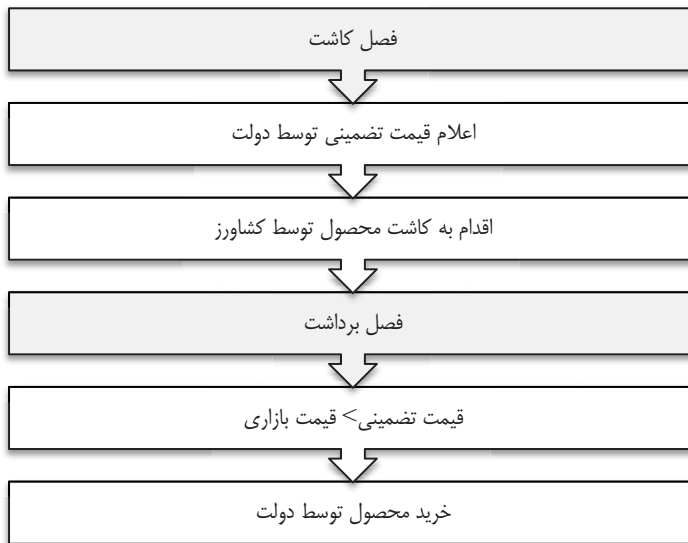 فصل کاشت
اعلام قیمت تضمینی توسط دولت
اقدام به کاشت محصول توسط کشاورز
فصل برداشت
قیمت تضمینی> قیمت بازاری
خرید محصول توسط دولت